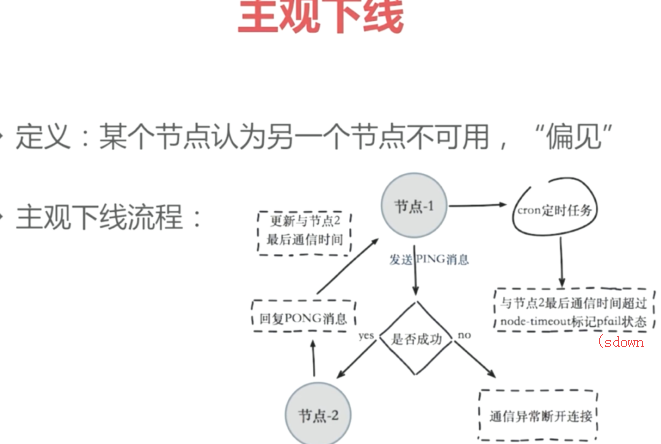 主观下线
定义：某个节点认为另一个节点不可用，“偏见”
主观下线流程：
节点-1
cron定时任务
更新与节点2
最后通信时间
发送PING消息
与节点2最后通信时间超过
node-timeout标记pfail状态
(sdown
回复PONG消息
是否成功
yes
no
节点-2
通信异常断开连接